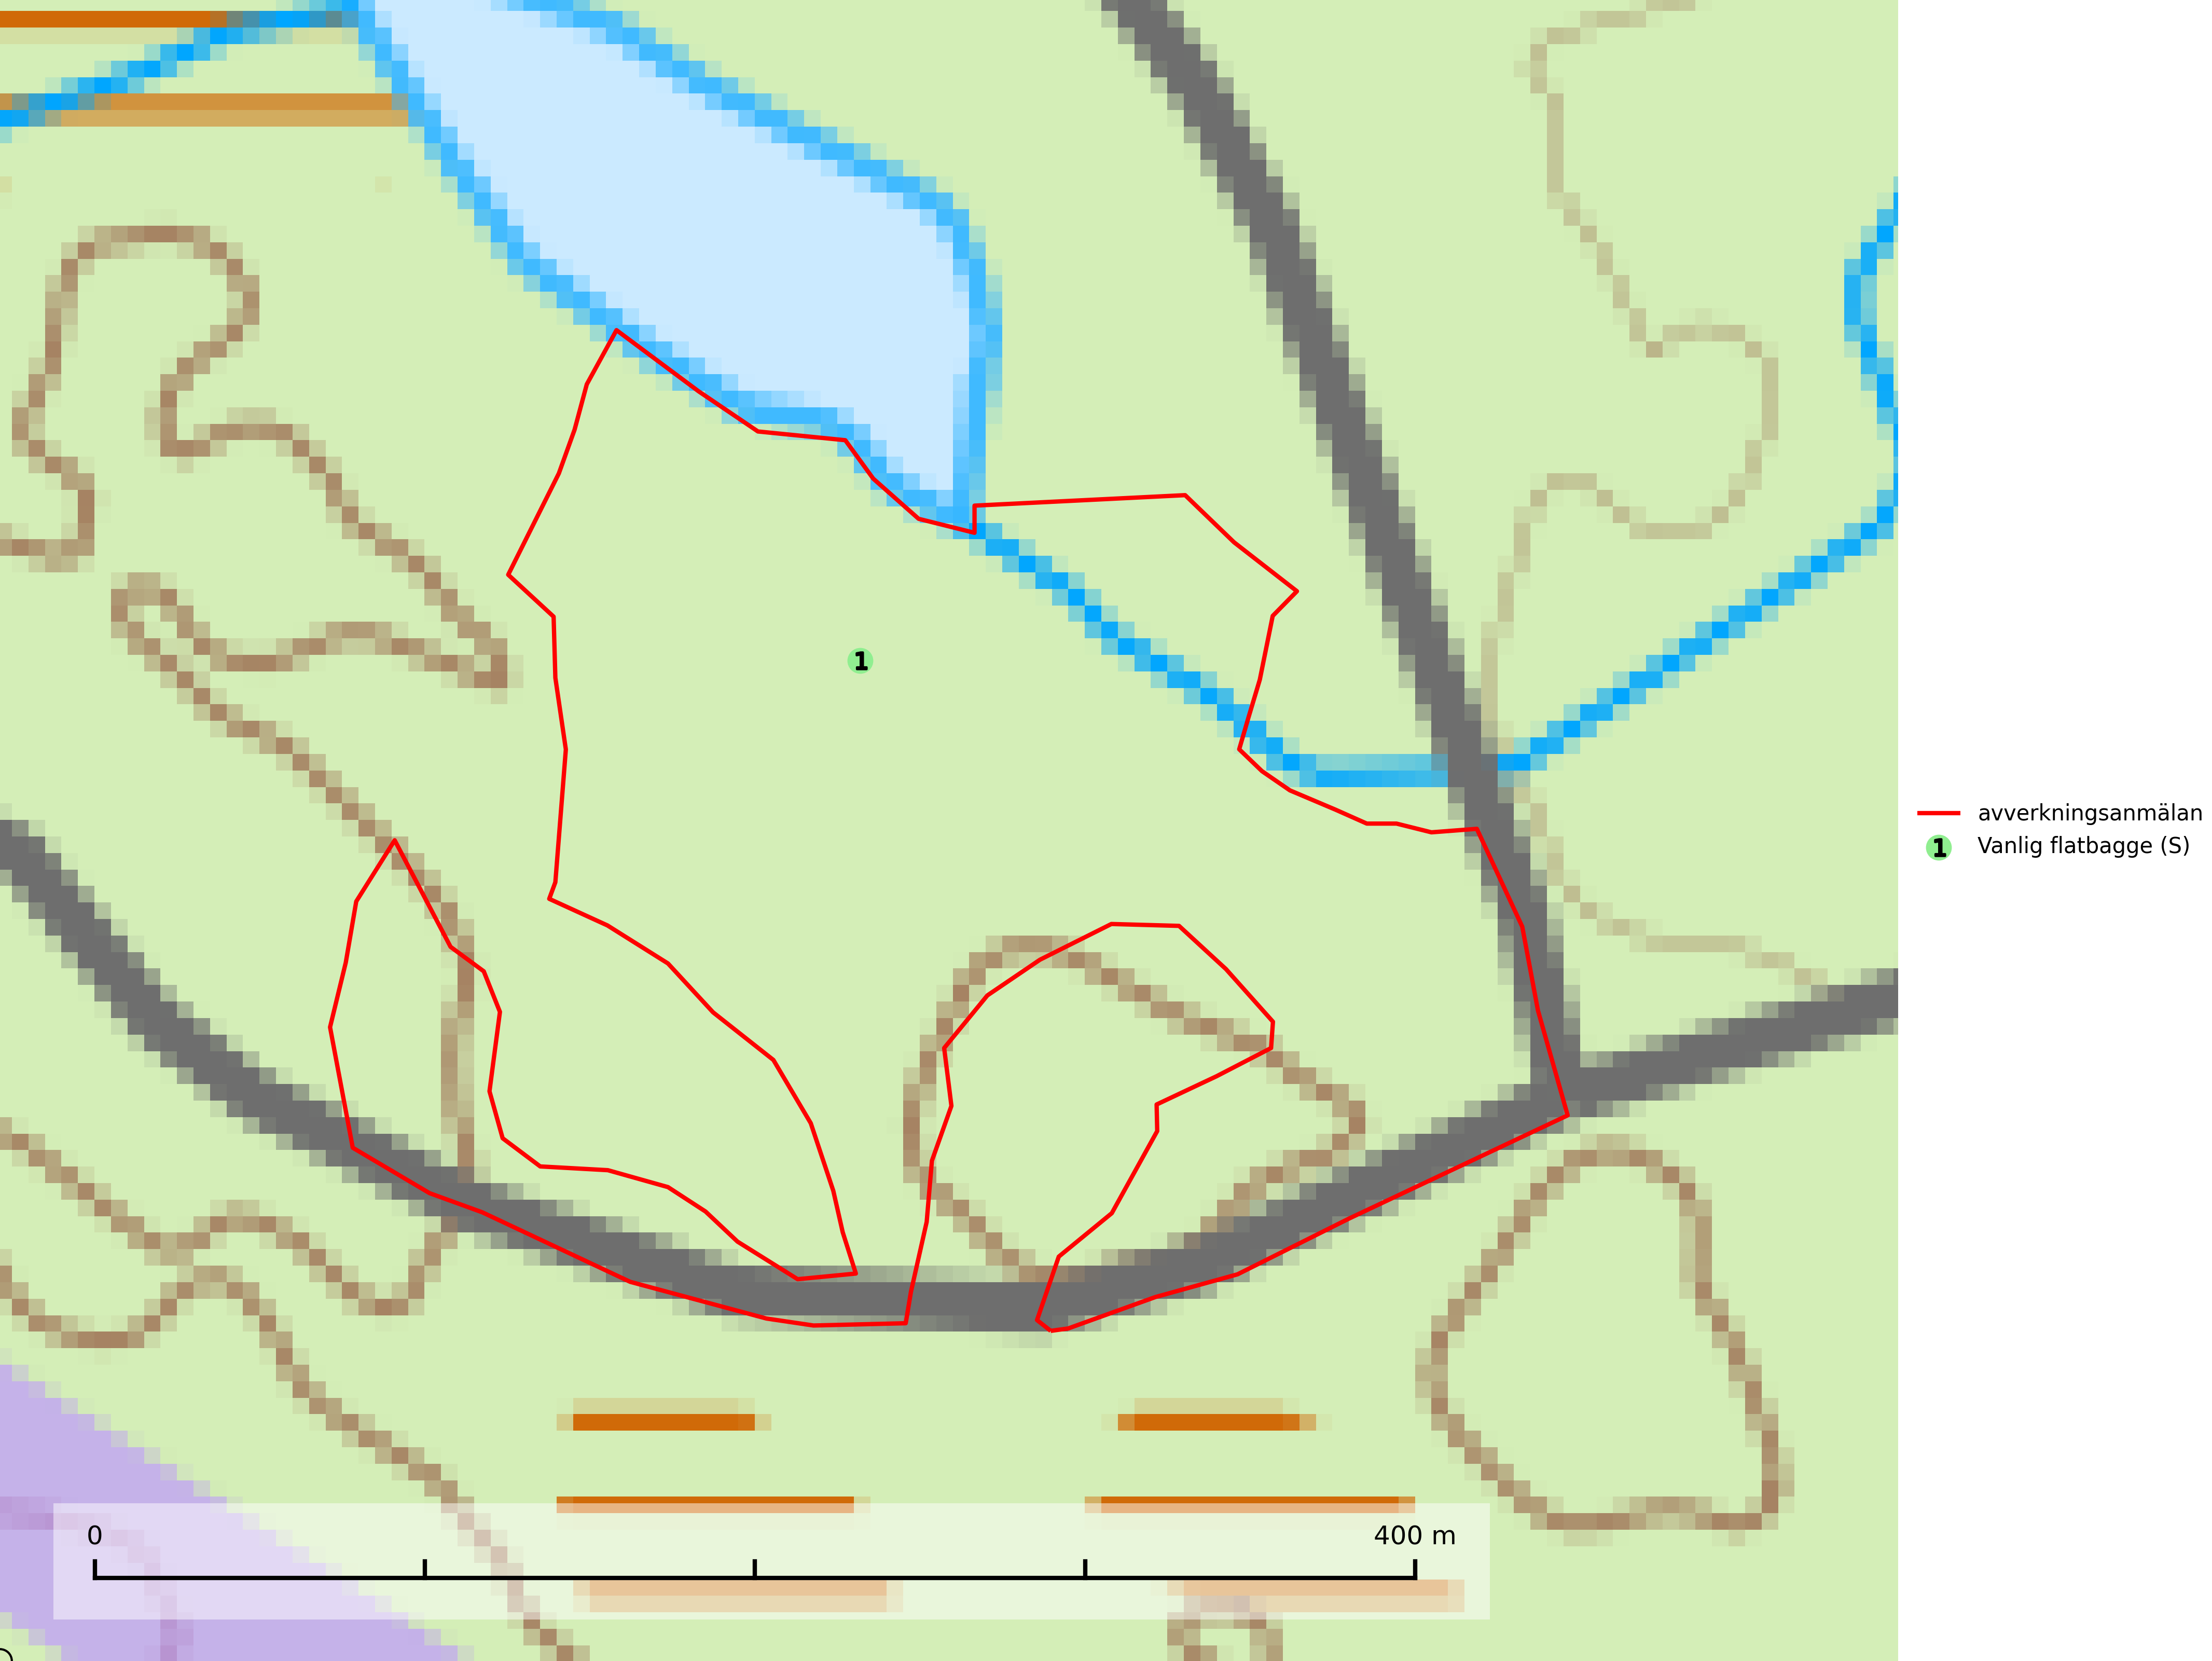 1
avverkningsanmälan
1 Vanlig flatbagge (S)
0 400 m